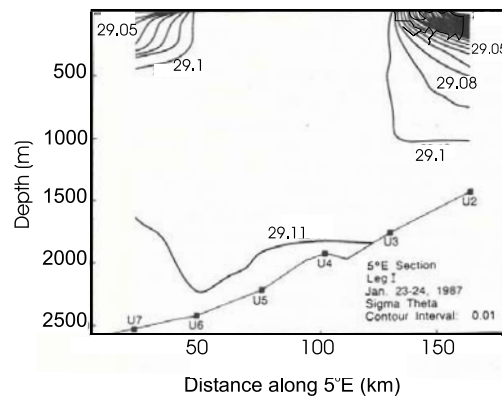 29.05
29.1
29.05
29.08
29.1
29.11
500
1000
1500
2000
2500
Depth (m)
U2
U3
U4
U5
U6
U7
5°E Section
Leg I
Jan. 23-24, 1987
Sigma Theta
Contour Interval: 0.01
50
100
150
Distance along 5°E (km)